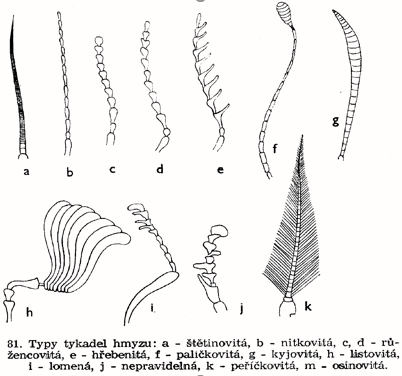 a
b
c
d
e
f
g
h
i.
j
k
81. Typy tykadel hmyzu: a - štětinovitá, b - nitkovitá, c, d - rů-
žencovitá, e - hřebenitá, f - paličkovitá, g - kyjovitá, h - listovitá,
i - lomená, j - nepravidelná, k - peříčkovitá, m - osinovitá.